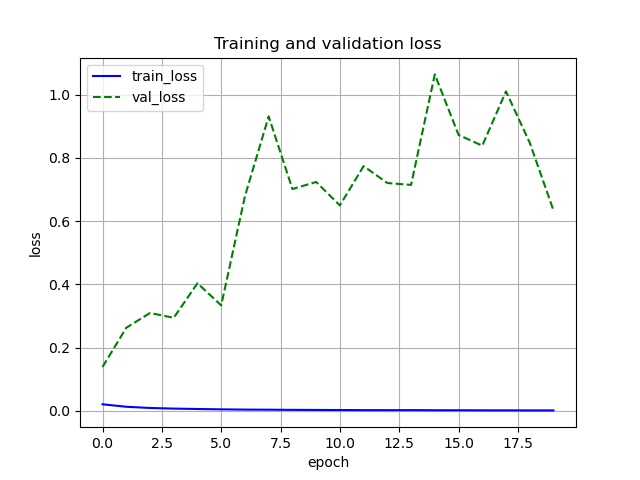 Training and validation loss
train_loss
val_loss
1.0
0.8
0.6
0.4
0.2
0.0
loss
0.0 2.5 5.0 7.5 10.0 12.5 15.0 17.5
epoch